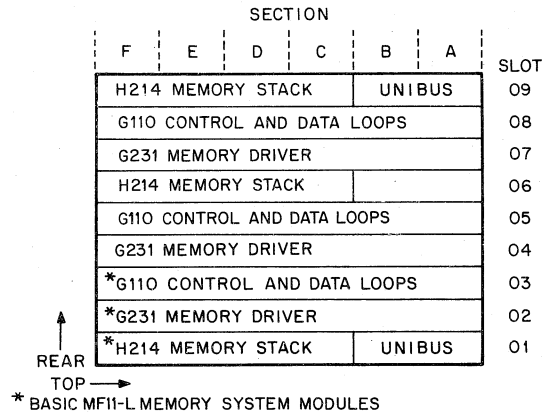 SECTION
F E D C B A SLOT
H214 MEMORY STACK UNIBUS 09
G110 CONTROL AND DATA LOOPS 08
G231 MEMORY DRIVER 07
H214 MEMORY STACK 06
G110 CONTROL AND DATA LOOPS 05
G231 MEMORY DRIVER 04
*G110 CONTROL AND DATA LOOPS 03
*G231 MEMORY DRIVER 02
*H214 MEMORY STACK UNIBUS 01
REAR
TOP
* BASIC MF11-L MEMORY SYSTEM MODULES